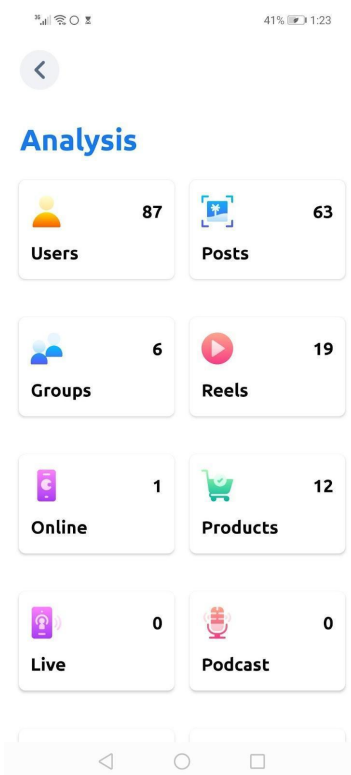 3G 41% 1:23
Analysis
87 63
Users Posts
6 19
Groups Reels
1 12
Online Products
0 0
Live Podcast